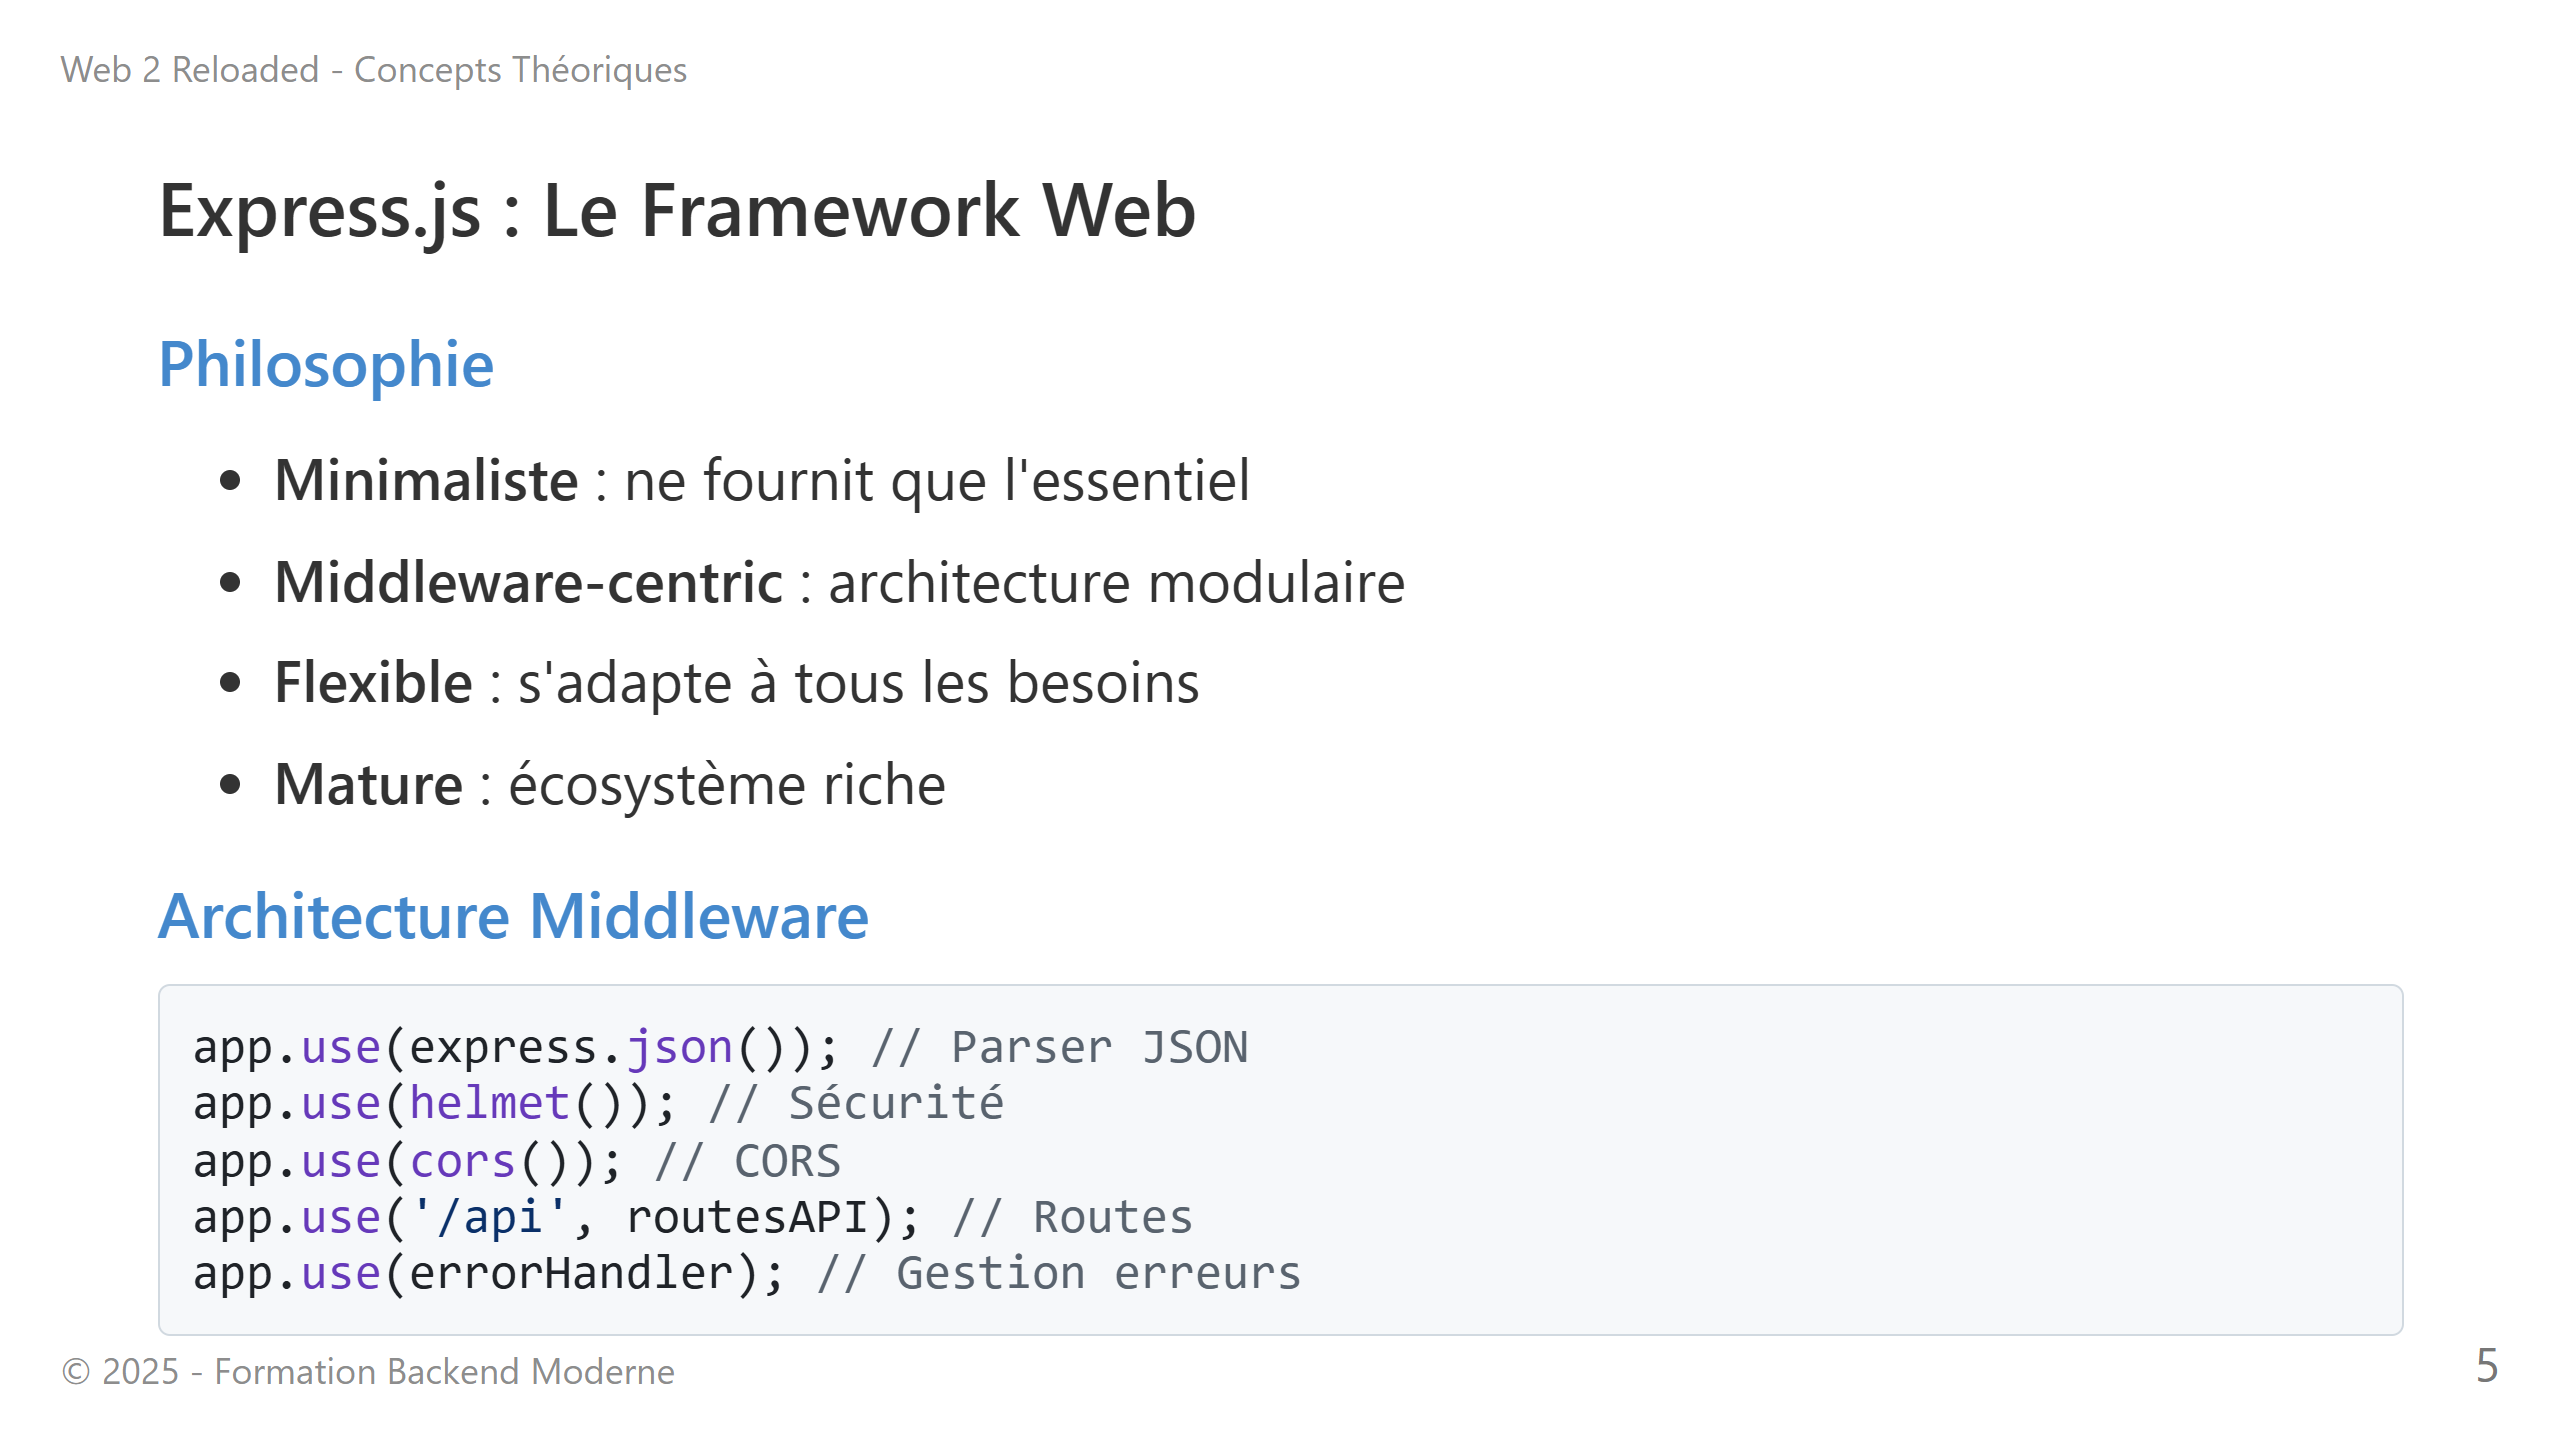 Web 2 Reloaded - Concepts Théoriques
Express.js : Le Framework Web
Philosophie
• Minimaliste : ne fournit que l'essentiel
• Middleware-centric : architecture modulaire
• Flexible : s'adapte à tous les besoins
• Mature : écosystème riche
Architecture Middleware
app.use(express.json()); // Parser JSON
app.use(helmet()); // Sécurité
app.use(cors()); // CORS
app.use('/api', routesAPI); // Routes
app.use(errorHandler); // Gestion erreurs
© 2025 - Formation Backend Moderne
5